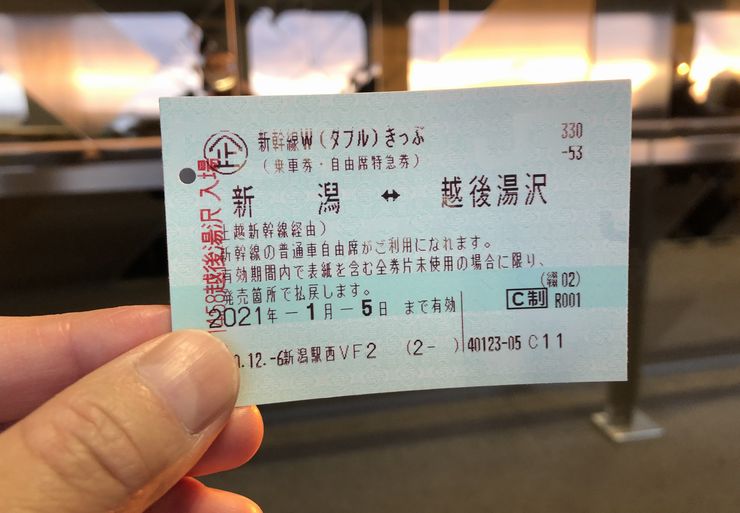 新幹線W(タブル)きっぷ
330
(乗車券・自由席特急券)
-53
新 潟 ↔ 越後湯沢
上越新幹線経由)
新幹線の普通車自由席がご利用になれます。
有効期間内で表紙を含む全券片未使用の場合に限り、
発売箇所で払戻します。
02)
C制 R001
2021年-1月-5日 まで有効
.12.-6新潟駅西VF2 (2- ) 40123-05 C11
越後湯沢 入場